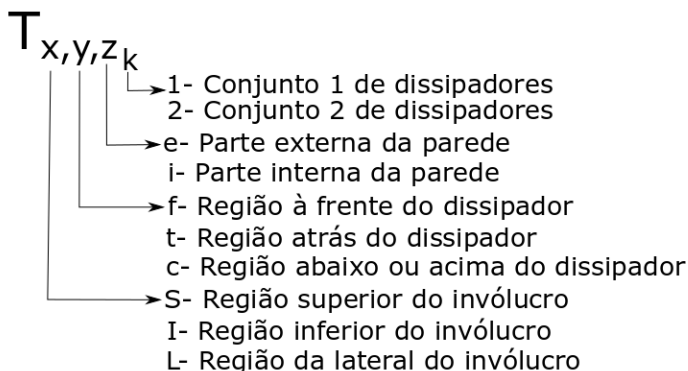 Tx,y,zk
1- Conjunto 1 de dissipadores
2- Conjunto 2 de dissipadores
e- Parte externa da parede
i- Parte interna da parede
f- Região à frente do dissipador
t- Região atrás do dissipador
c- Região abaixo ou acima do dissipador
S- Região superior do invólucro
I- Região inferior do invólucro
L- Região da lateral do invólucro